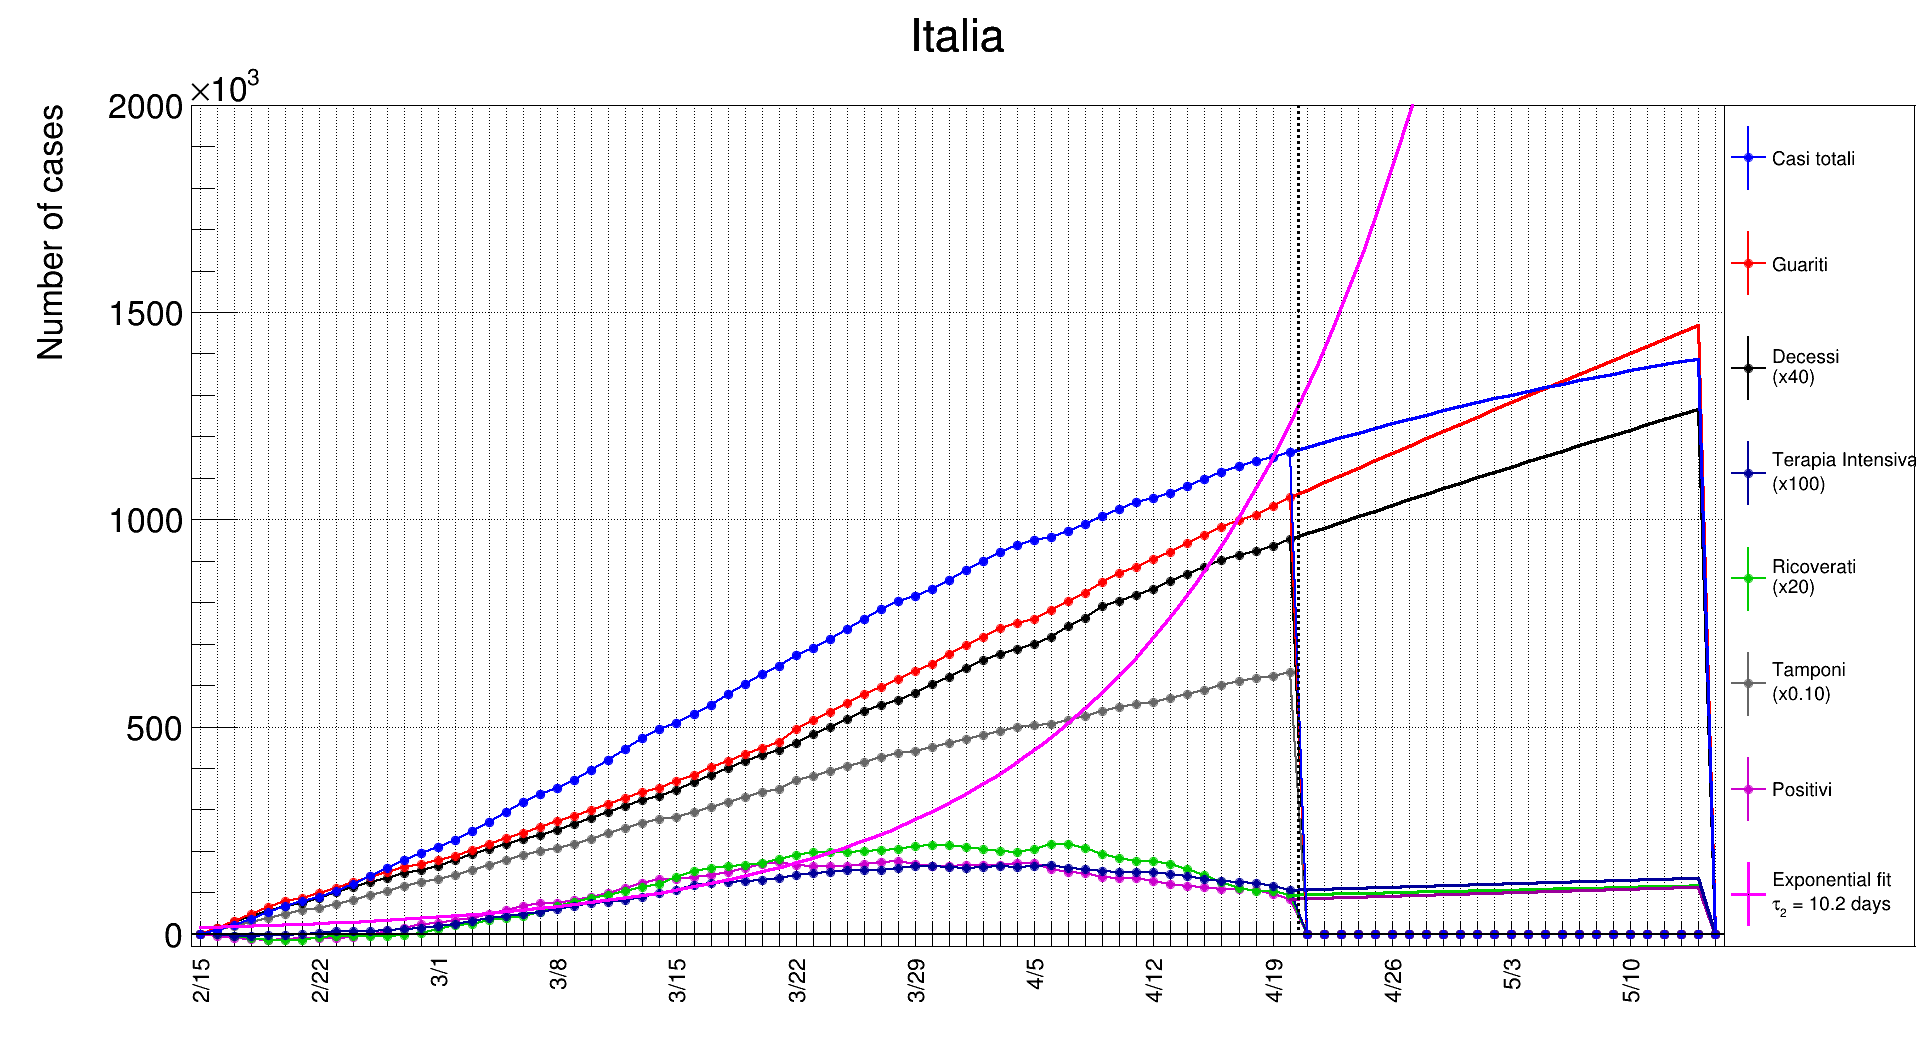 Italia
×10³
Number of cases
2000
1500
1000
500
0
2/15
2/22
3/1
3/8
3/15
3/22
3/29
4/5
4/12
4/19
4/26
5/3
5/10
Casi totali
Guariti
Decessi
(x40)
Terapia Intensiva
(x100)
Ricoverati
(x20)
Tamponi
(x0.10)
Positivi
Exponential fit
τ₂ = 10.2 days